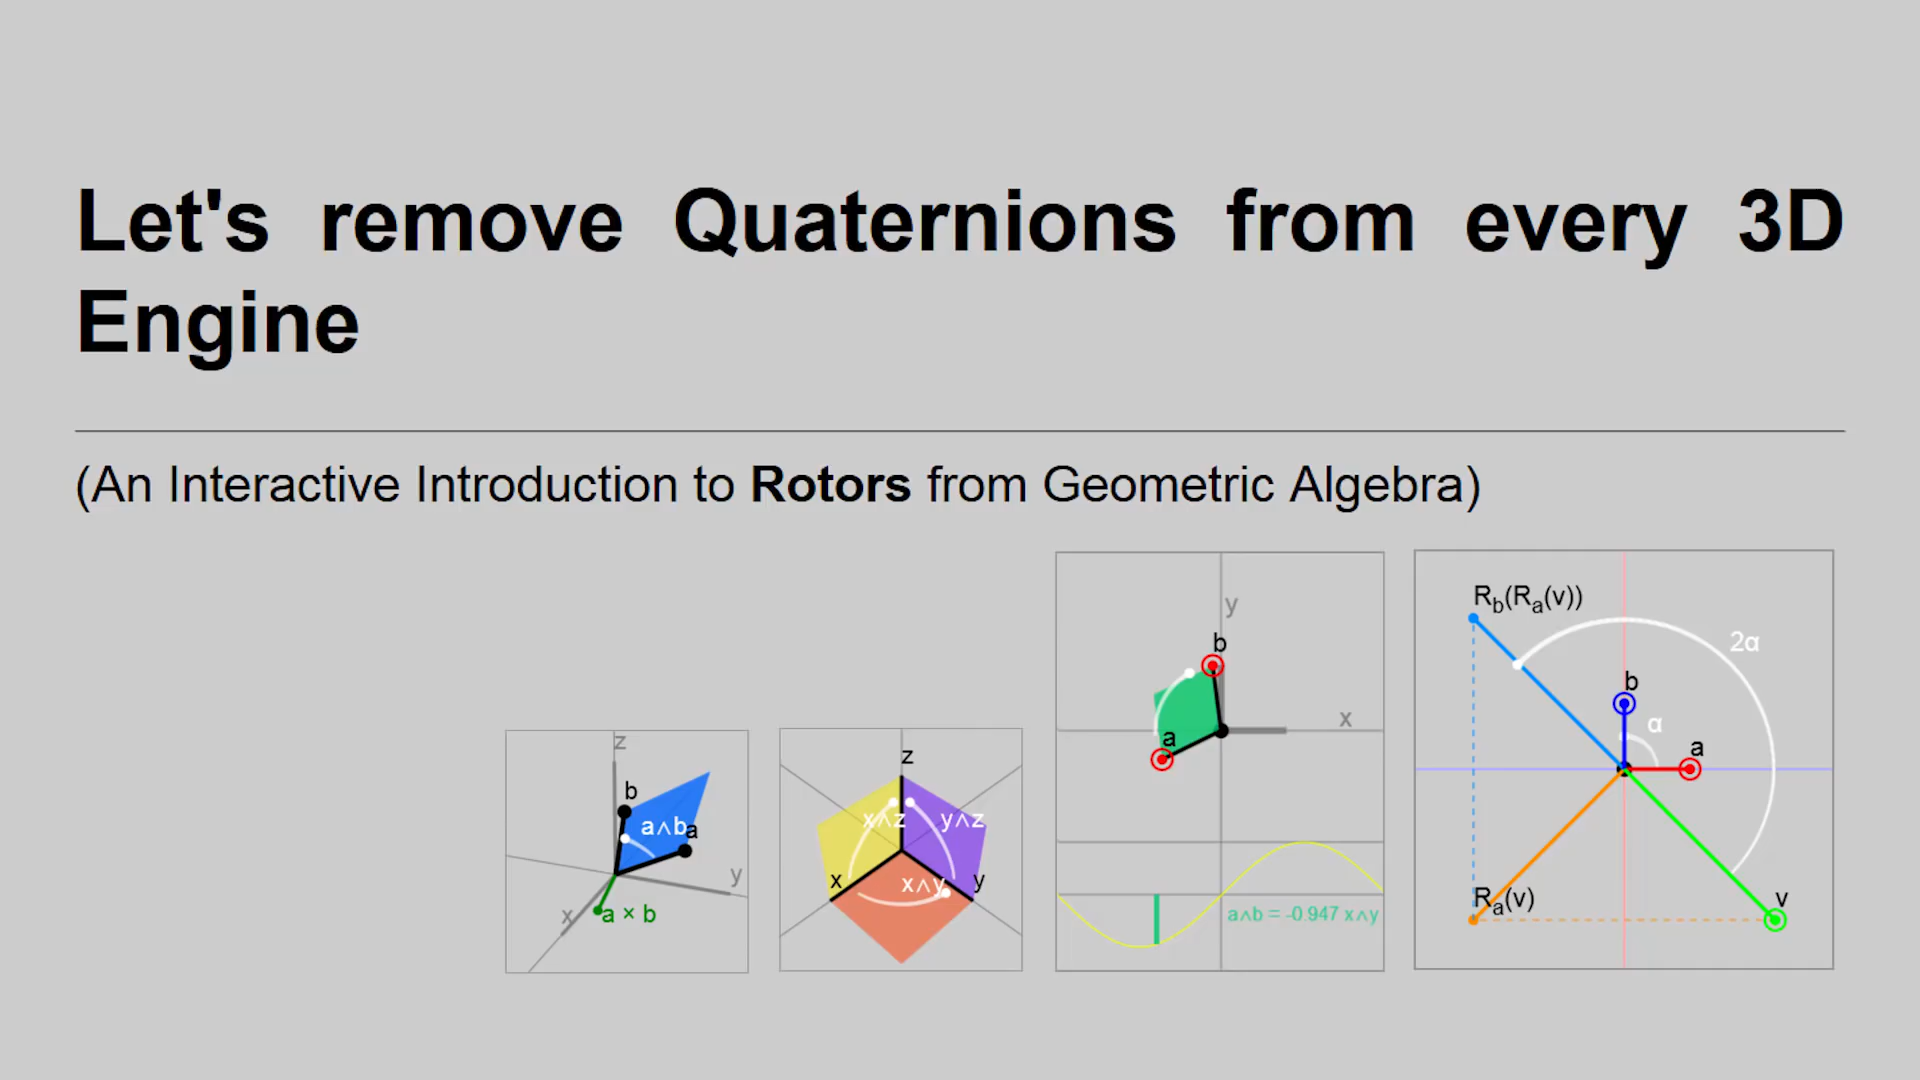 Let's remove Quaternions from every 3D
Engine
(An Interactive Introduction to Rotors from Geometric Algebra)
z
b
a∧b
a
y
x
a × b
z
x∧z
y∧z
x
x∧y
y
y
b
x
a
a∧b = -0.947 x∧y
Rb(Ra(v))
2α
b
α
a
Ra(v)
v